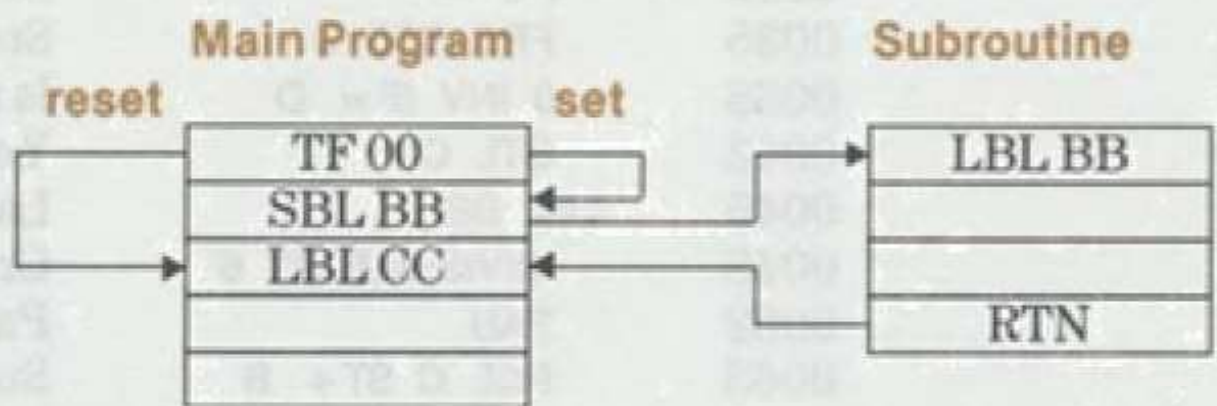 Main Program
Subroutine
reset
set
TF 00
SBL BB
LBL CC
LBL BB
RTN